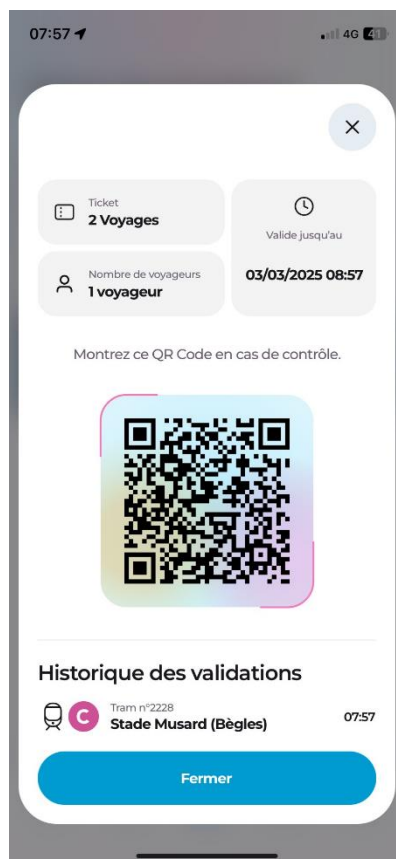 07:57
4G 41
Ticket
2 Voyages
Valide jusqu'au
03/03/2025 08:57
Nombre de voyageurs
1 voyageur
Montrez ce QR Code en cas de contrôle.
Historique des validations
C
Tram n°2228
Stade Musard (Bègles)
07:57
Fermer